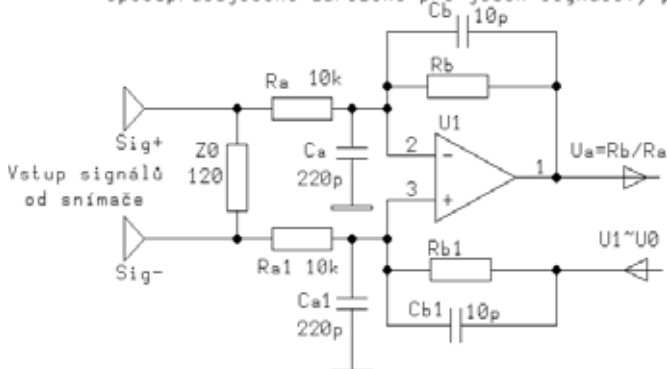 Cb 10p
Ra 10k
Rb
Sig+
U1
Z0
120
Ca
220p
2
-
1
Ua=Rb/Ra
Vstup signálů
od snímače
3
+
U1~U0
Sig-
Ra1 10k
Rb1
Ca1
220p
Cb1 10p